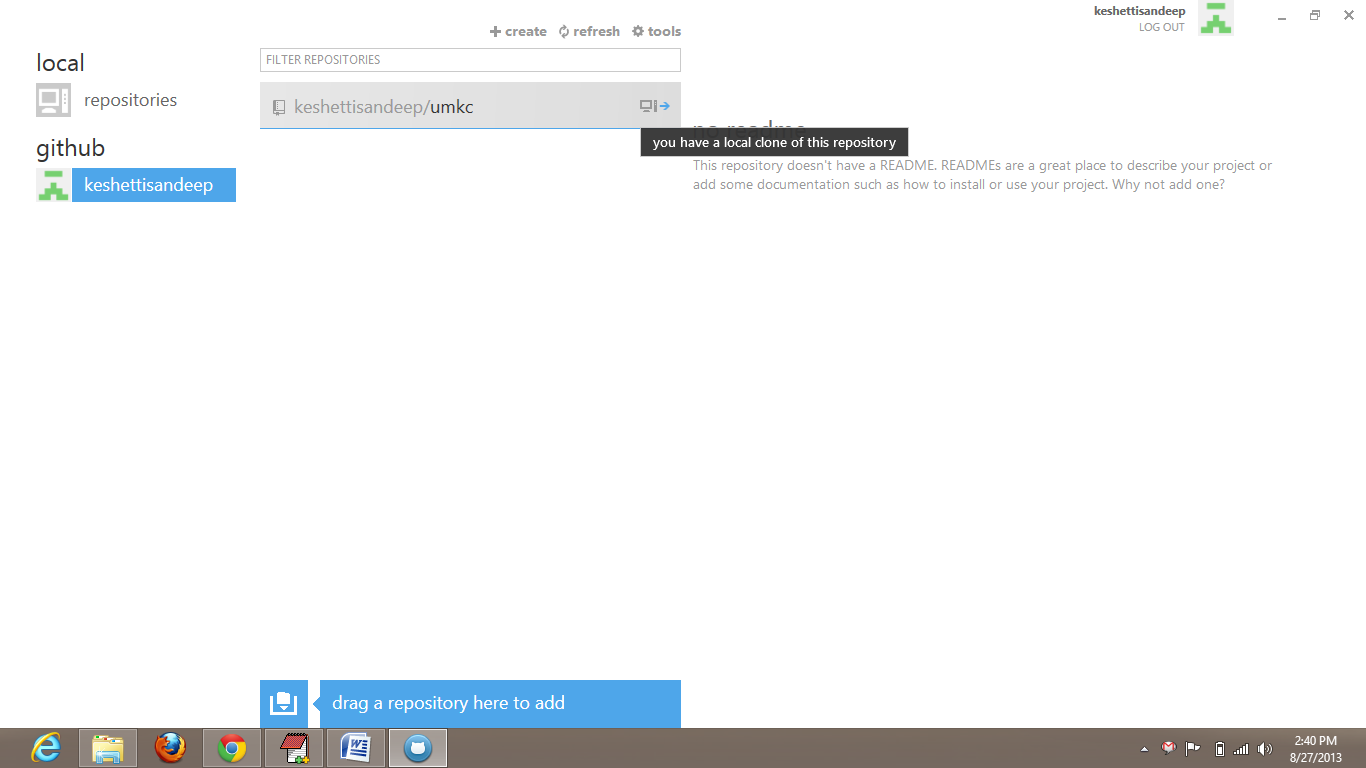 keshettisandeep
LOG OUT
create refresh tools
local
FILTER REPOSITORIES
repositories
keshettisandeep/umkc
no readme
you have a local clone of this repository
github
This repository doesn't have a README. READMEs are a great place to describe your project or
add some documentation such as how to install or use your project. Why not add one?
keshettisandeep
drag a repository here to add
2:40 PM
8/27/2013